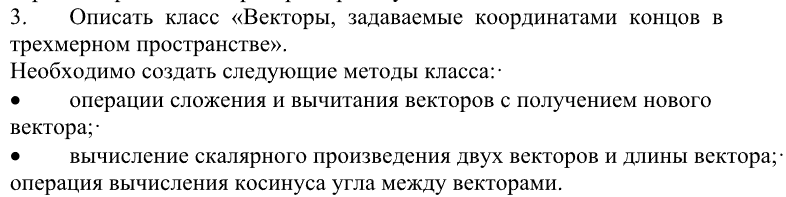 3. Описать класс «Векторы, задаваемые координатами концов в
трехмерном пространстве».
Необходимо создать следующие методы класса:·
• операции сложения и вычитания векторов с получением нового
вектора;·
• вычисление скалярного произведения двух векторов и длины вектора;·
операция вычисления косинуса угла между векторами.